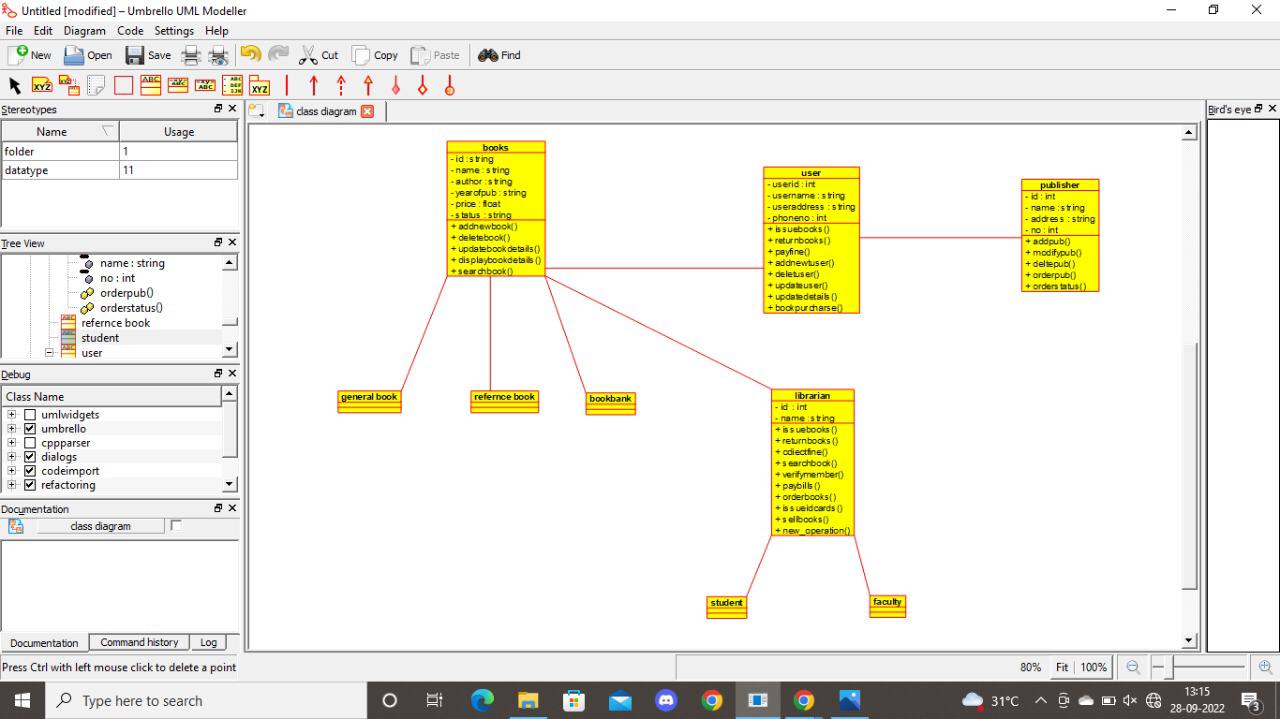 Untitled [modified] – Umbrello UML Modeller
File Edit Diagram Code Settings Help
New Open Save Cut Copy Paste Find
Stereotypes
Name Usage
folder 1
datatype 11
Tree View
name : string
no : int
orderpub()
orderstatus()
refernce book
student
user
Debug
Class Name
umlwidgets
umbrello
cppparser
dialogs
codeimport
refactoring
Documentation
class diagram
Documentation Command history Log
Press Ctrl with left mouse click to delete a point
class diagram
books
- id : string
- name : string
- author : string
- yearofpub : string
- price : float
- status : string
+ addnewbook()
+ deletebook()
+ updatebookdetails()
+ displaybookdetails()
+ searchbook()
user
- userid : int
- username : string
- useraddress : string
- phoneno : int
+ issuebooks()
+ returnbooks()
+ payfine()
+ addnewtuser()
+ deletuser()
+ updateuser()
+ updatedetails()
+ bookpurcharse()
publisher
- id : int
- name : string
- address : string
- no : int
+ addpub()
+ modifypub()
+ deltepub()
+ orderpub()
+ orderstatus()
general book
refernce book
bookbank
librarian
- id : int
- name : string
+ issuebooks()
+ returnbooks()
+ colectfine()
+ searchbook()
+ verifymember()
+ paybills()
+ orderbooks()
+ issueidcards()
+ sellbooks()
+ new_operation()
student
faculty
Bird's eye
80% Fit 100%
Type here to search
31°C
13:15
28-09-2022
3